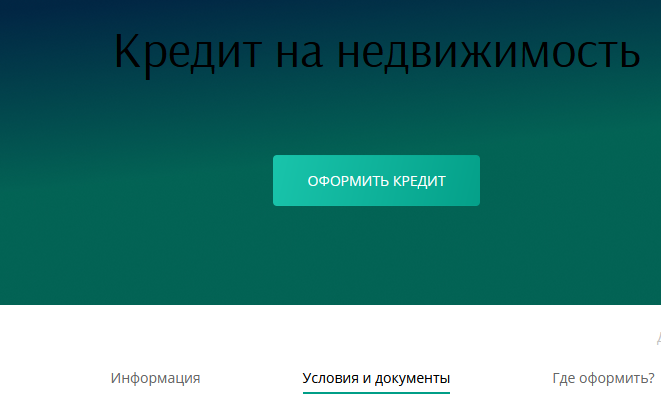 Кредит на недвижимость
ОФОРМИТЬ КРЕДИТ
Информация
Условия и документы
Где оформить?